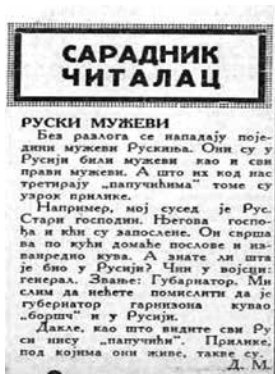 САРАДНИК
ЧИТАЛАЦ
РУСКИ МУЖЕВИ
Без разлога се нападају поје-
дини мужеви Рускиња. Они су у
Русији били мужеви као и сви
прави мужеви. А што их код нас
третирају „папучићима" томе су
узрок прилике.
Например, мој сусед је Рус.
Стари господин. Његова госпо-
ђа и кћи су запослене. Он сврша
ва по кући домаће послове и из-
ванредно кува. А знате ли шта
је био у Русији? Чин у војсци:
генерал. Звање: Губарнатор. Ми
слим да нећете помислити да је
губернатор гарнизона кувао
„боршч" и у Русији.
Дакле, као што видите сви Ру
си нису „папучићи". Прилике,
под којима они живе, такве су.
Д. М.